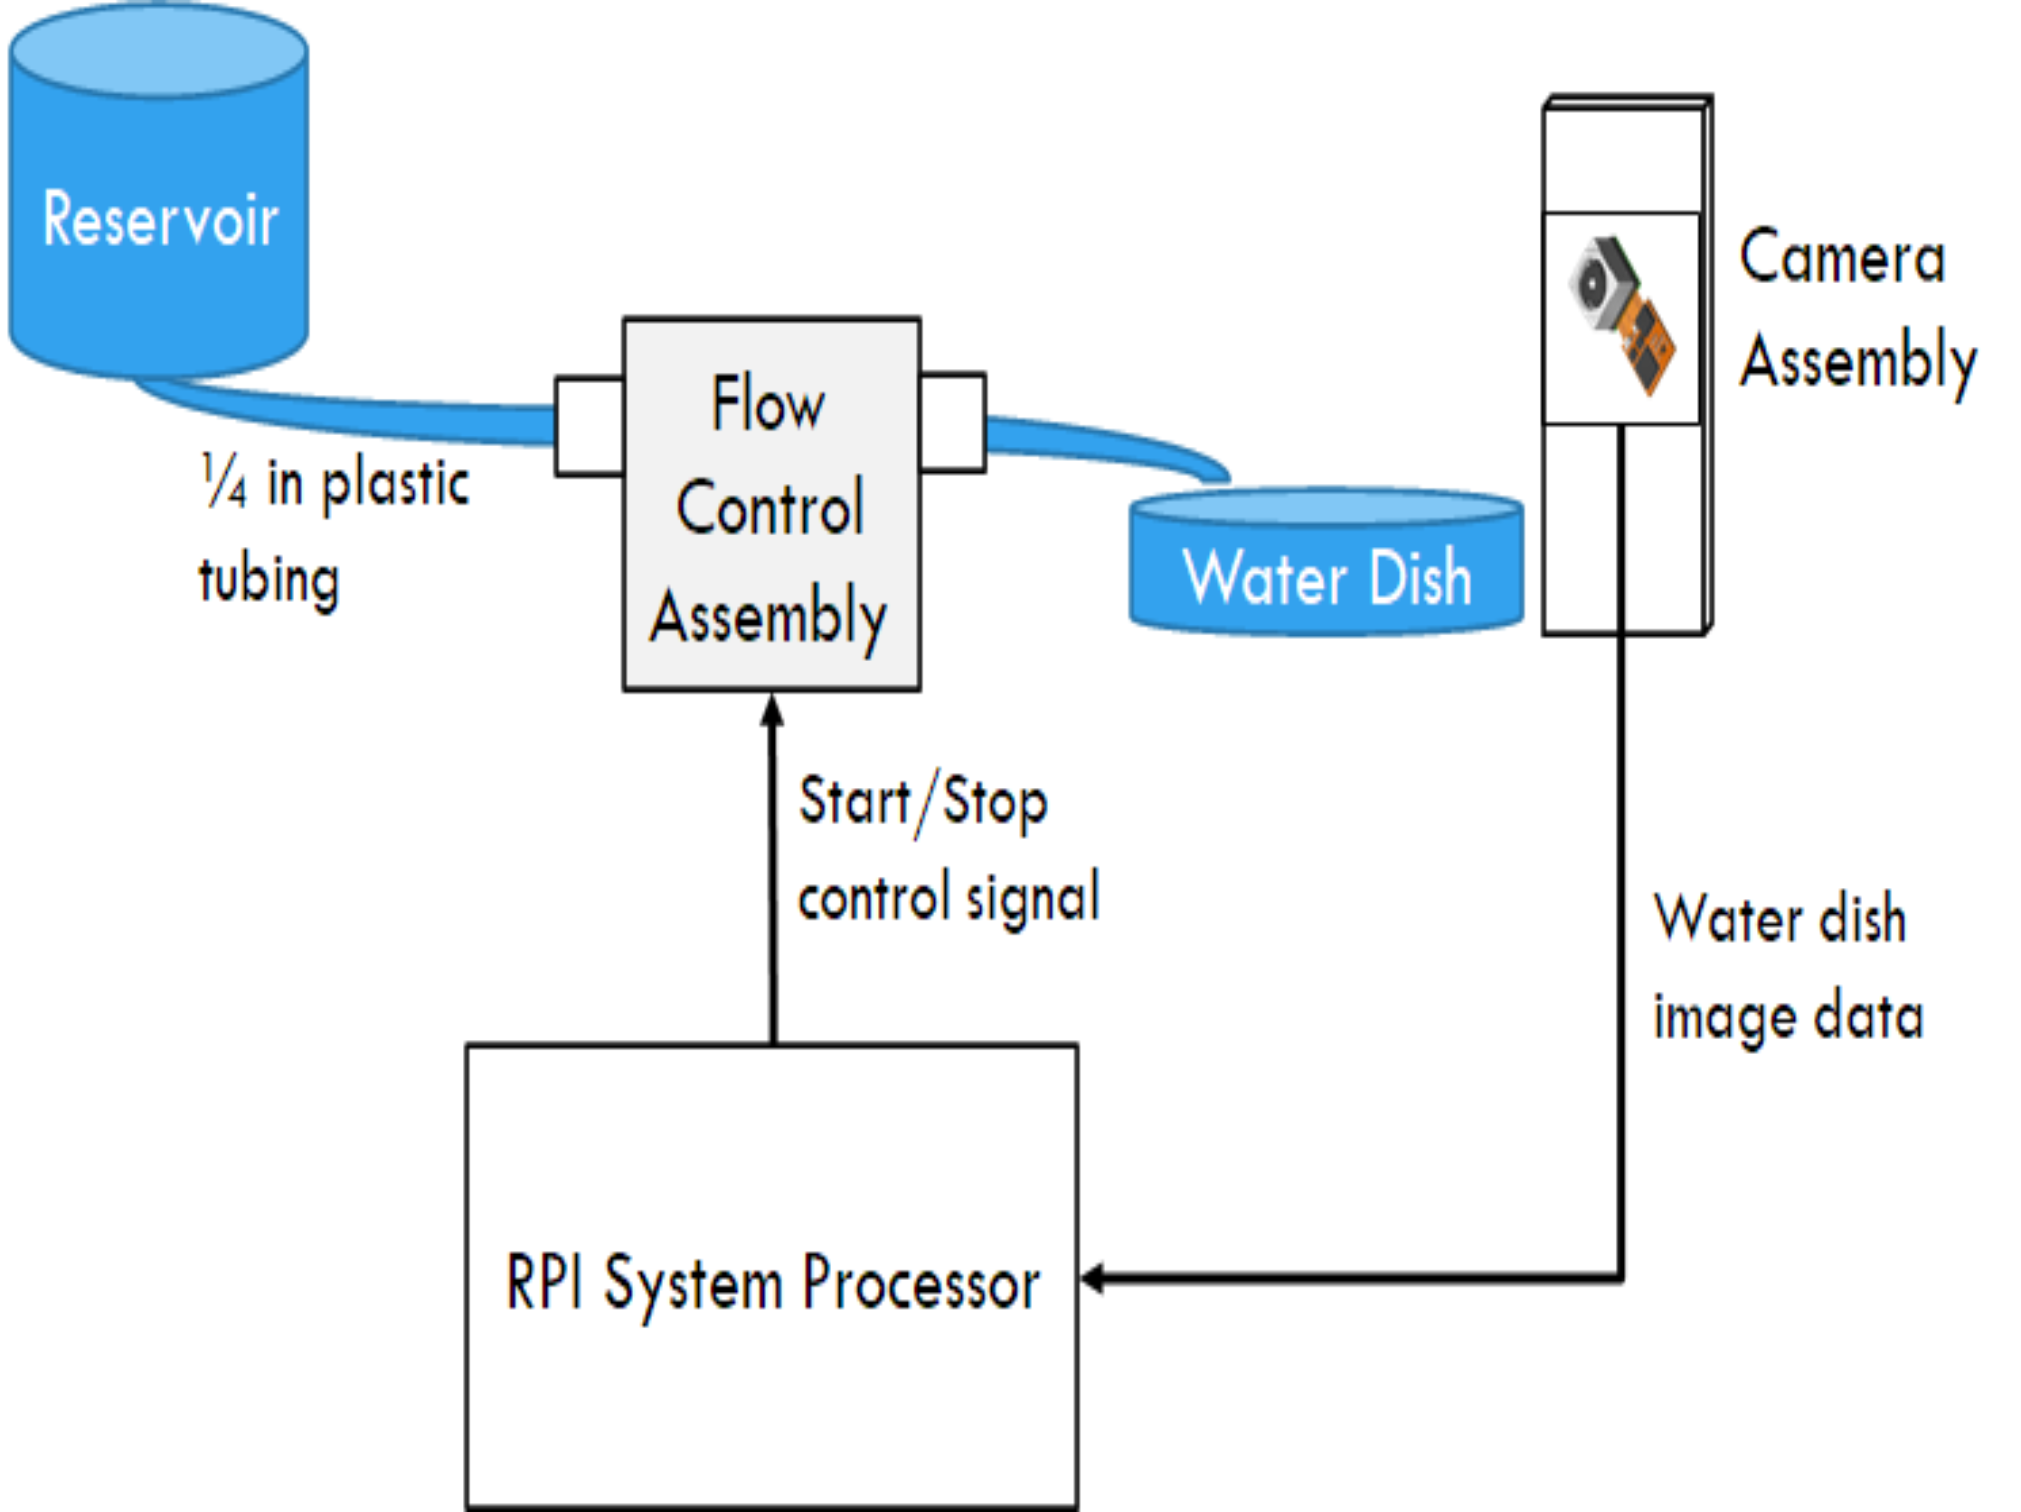 Reservoir
¼ in plastic
tubing
Flow
Control
Assembly
Water Dish
Camera
Assembly
Start/Stop
control signal
Water dish
image data
RPI System Processor